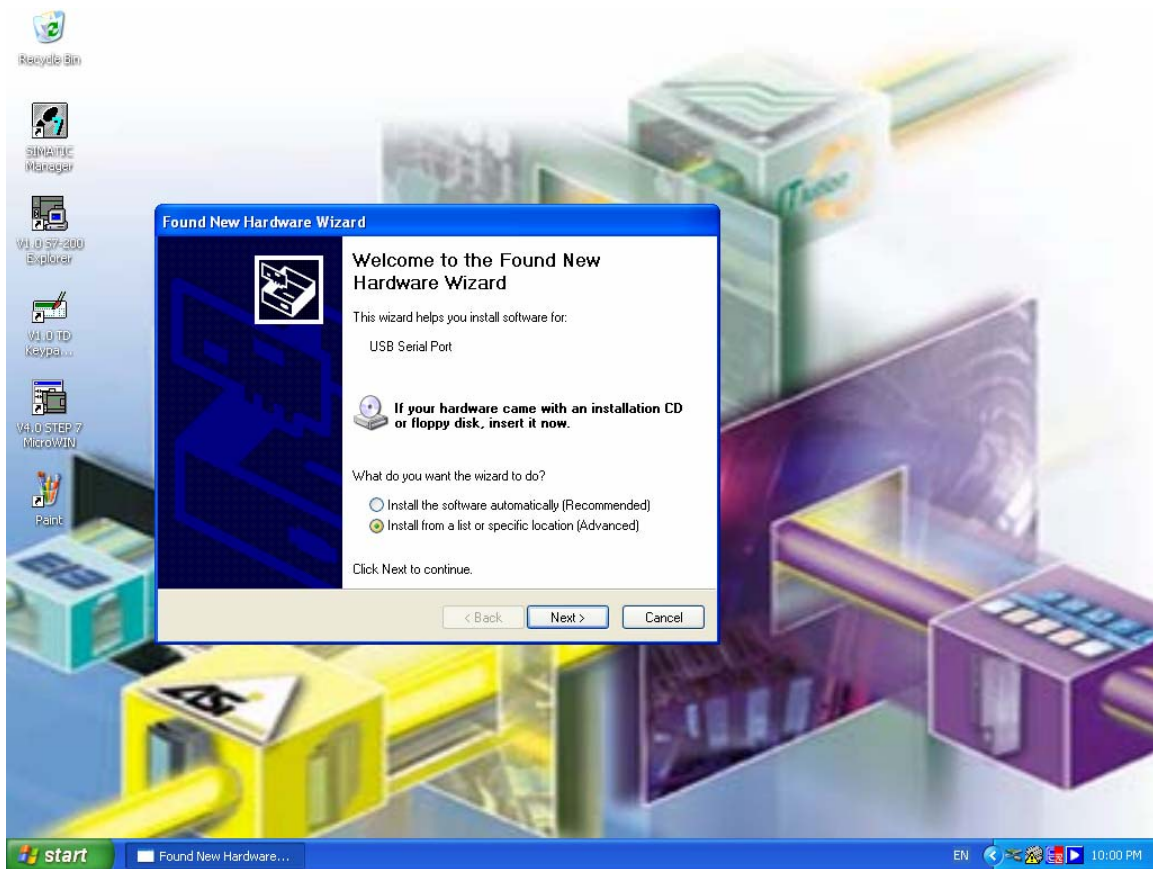 Recycle Bin
SIMATIC
Manager
V1.0 S7-200
Explorer
V1.0 TD
Keypa...
V4.0 STEP 7
MicroWIN
Paint
Found New Hardware Wizard
Welcome to the Found New
Hardware Wizard
This wizard helps you install software for:
USB Serial Port
If your hardware came with an installation CD
or floppy disk, insert it now.
What do you want the wizard to do?
Install the software automatically (Recommended)
Install from a list or specific location (Advanced)
Click Next to continue.
< Back
Next >
Cancel
ASi
start
Found New Hardware...
EN
10:00 PM